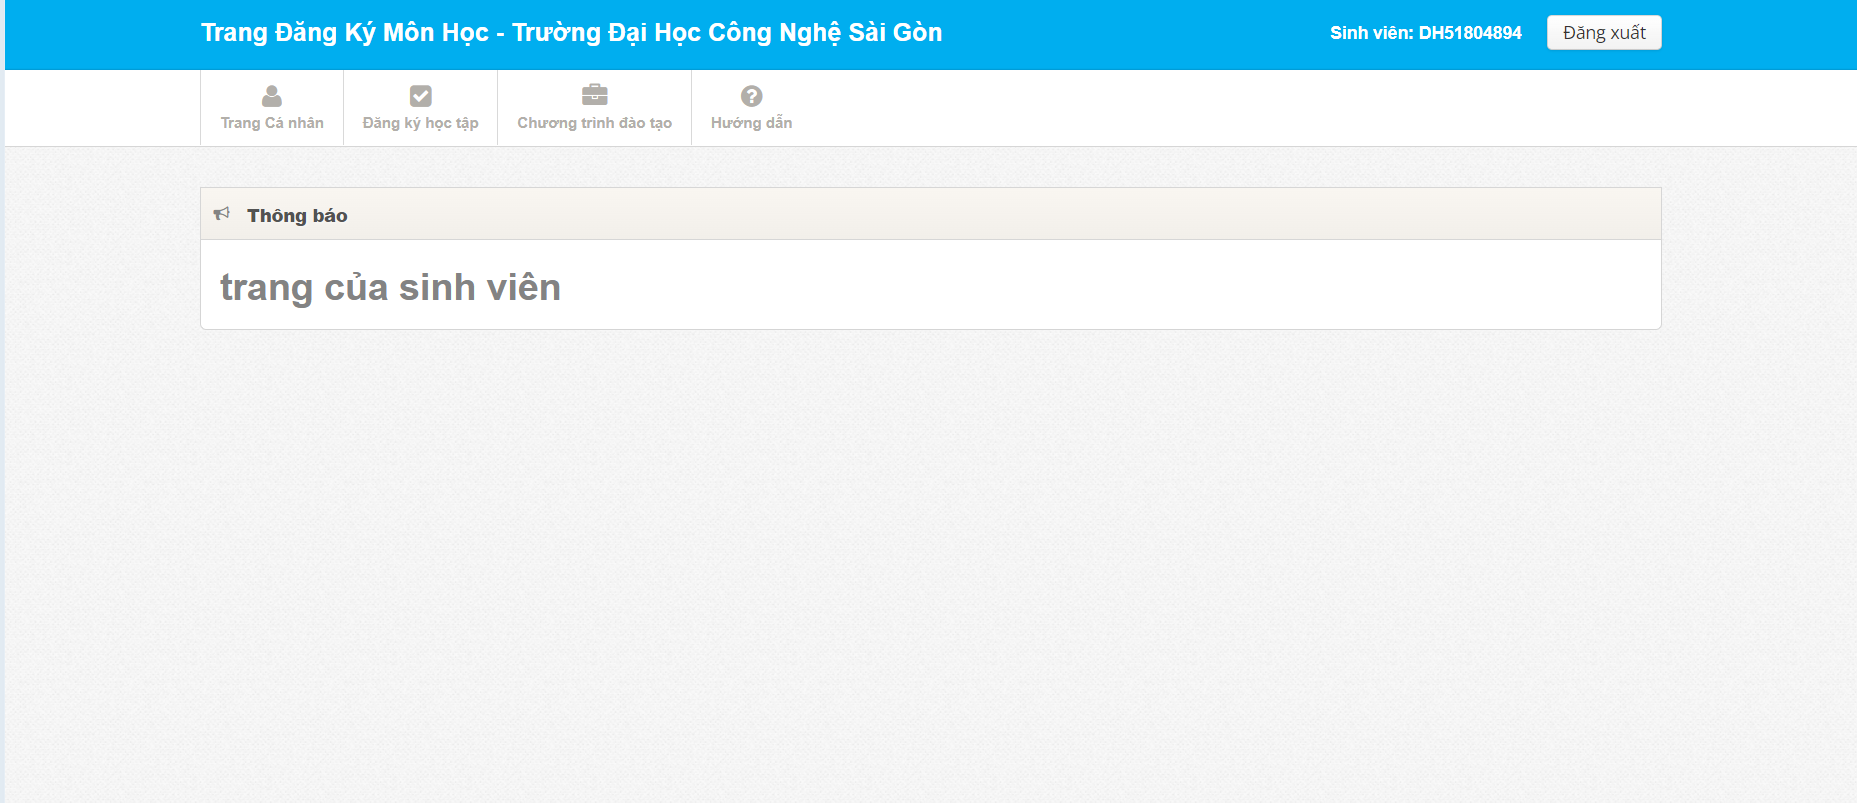 Trang Đăng Ký Môn Học - Trường Đại Học Công Nghệ Sài Gòn
Sinh viên: DH51804894
Đăng xuất
Trang Cá nhân
Đăng ký học tập
Chương trình đào tạo
Hướng dẫn
Thông báo
trang của sinh viên